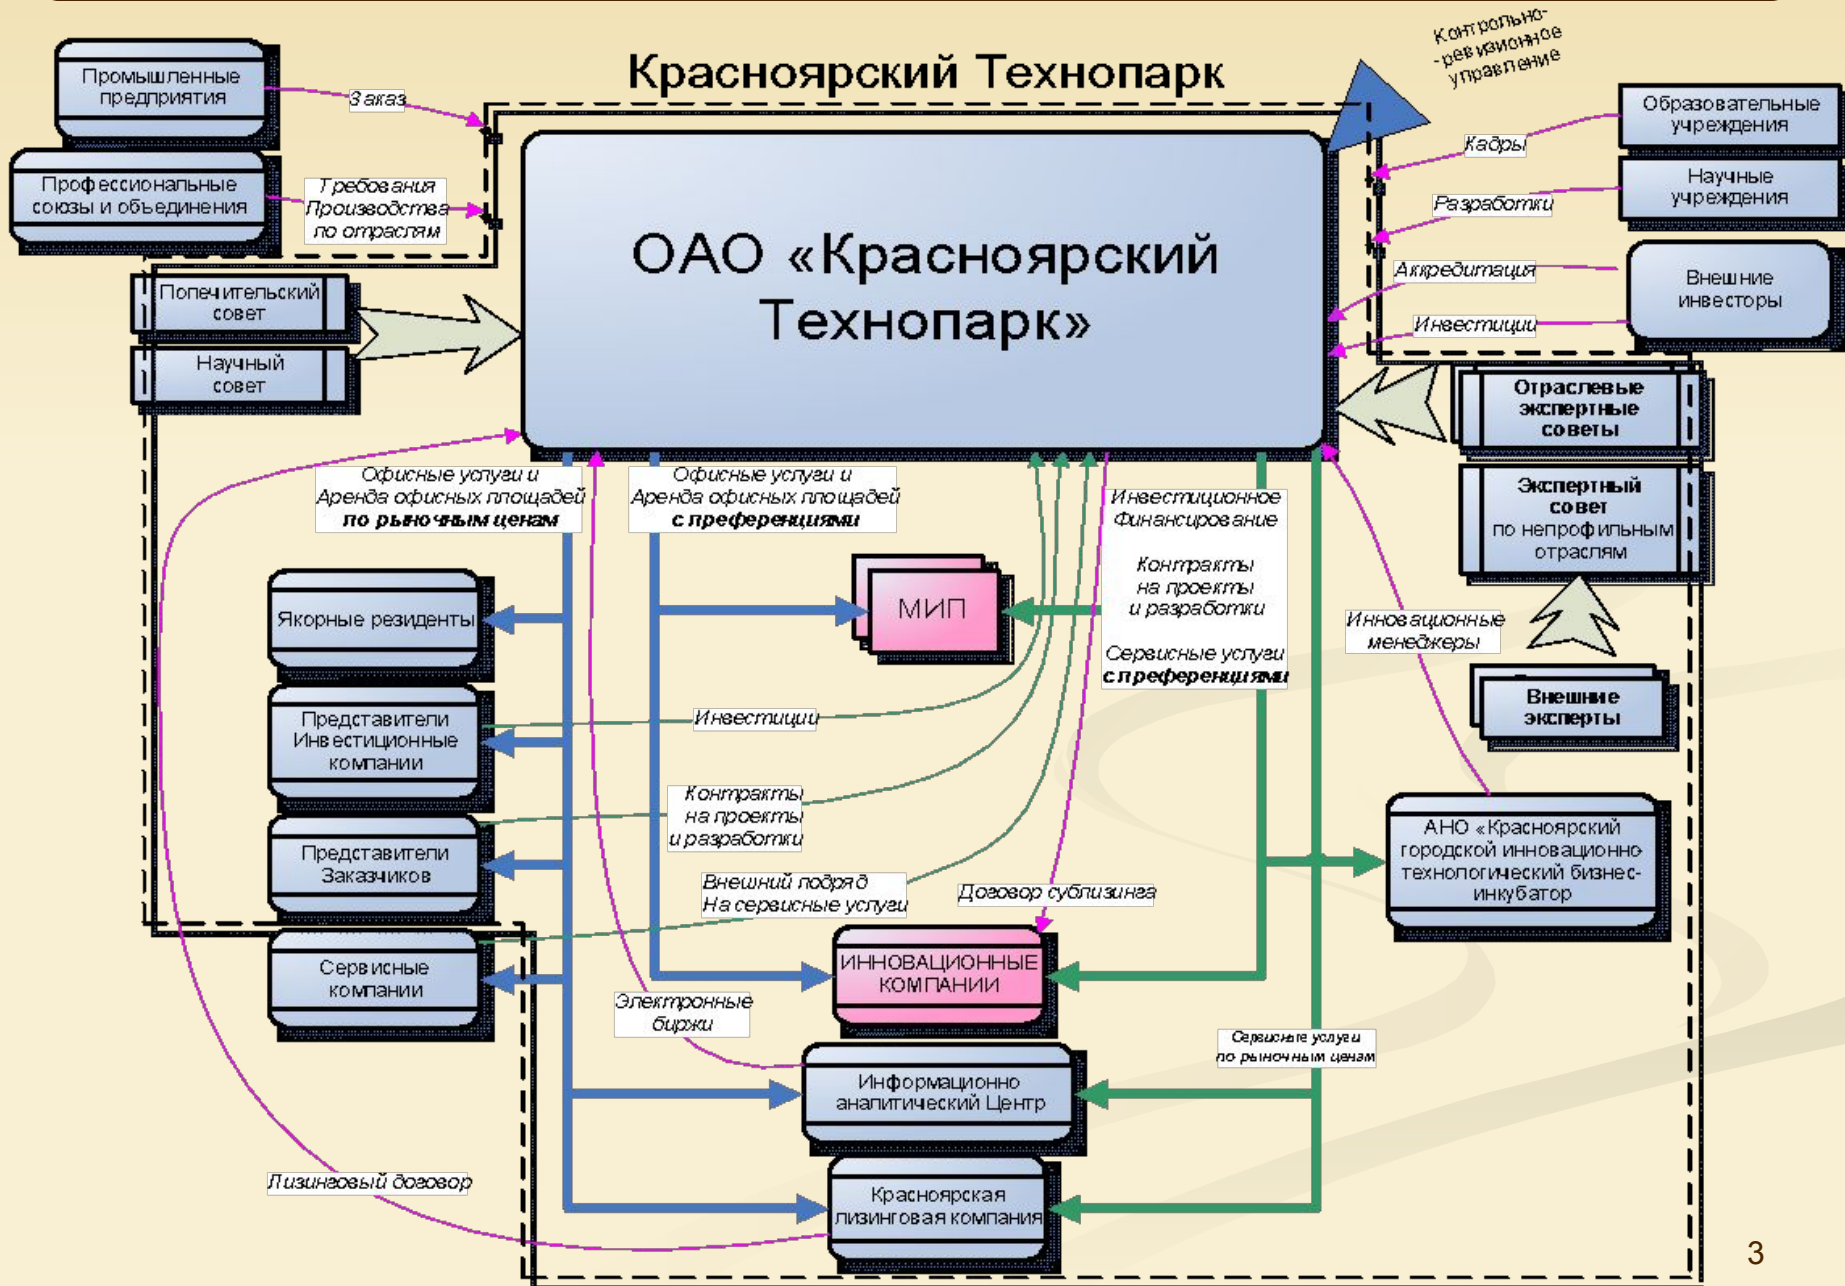 Красноярский Технопарк
Контрольно-
-ревизионное
управление
Промышленные
предприятия
Заказ
Профессиональные
союзы и объединения
Требования
Производства
по отраслям
Попечительский
совет
Научный
совет
ОАО «Красноярский
Технопарк»
Образовательные
учреждения
Кадры
Научные
учреждения
Разработки
Аккредитация
Внешние
инвесторы
Инвестиции
Отраслевые
экспертные
советы
Экспертный
совет
по непрофильным
отраслям
Внешние
эксперты
Офисные услуги и
Аренда офисных площадей
по рыночным ценам
Офисные услуги и
Аренда офисных площадей
с преференциями
Инвестиционное
Финансирование
Контракты
на проекты
и разработки
Сервисные услуги
с преференциями
Инновационные
менеджеры
МИП
Якорные резиденты
Представители
Инвестиционные
компании
Инвестиции
Представители
Заказчиков
Контракты
на проекты
и разработки
Внешний подряд
На сервисные услуги
Договор сублизинга
АНО «Красноярский
городской инновационно
технологический бизнес-
инкубатор
Сервисные
компании
ИННОВАЦИОННЫЕ
КОМПАНИИ
Электронные
биржи
Сервисные услуги
по рыночным ценам
Информационно
аналитический Центр
Лизинговый договор
Красноярская
лизинговая компания
3